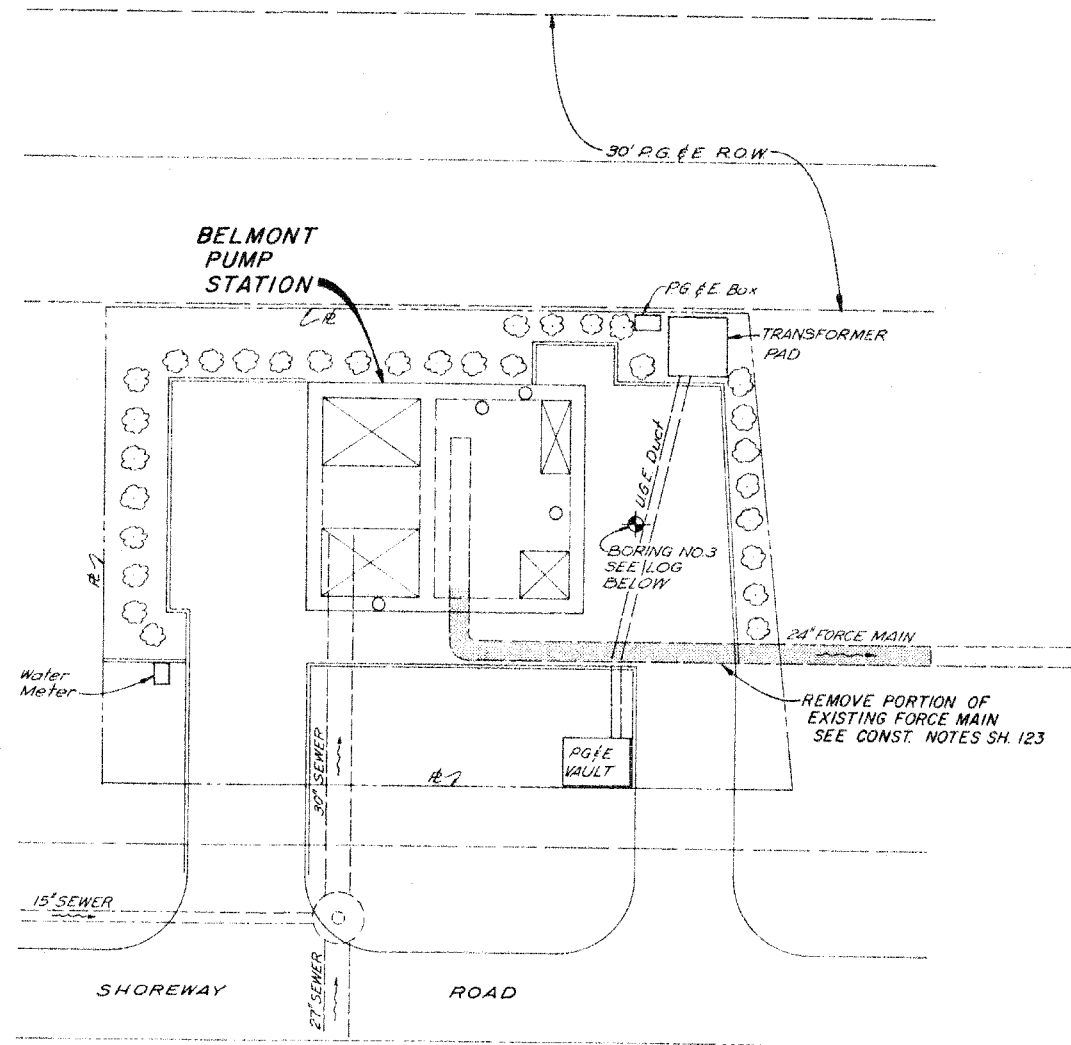 30' P.G. & E. R.O.W.
BELMONT
PUMP
STATION
P.G. & E. Box
TRANSFORMER
PAD
U.G.E. Duct
BORING NO. 3
SEE LOG
BELOW
24" FORCE MAIN
Water
Meter
REMOVE PORTION OF
EXISTING FORCE MAIN
SEE CONST. NOTES SH. 123
PG&E
VAULT
30" SEWER
15" SEWER
27" SEWER
SHOREWAY ROAD